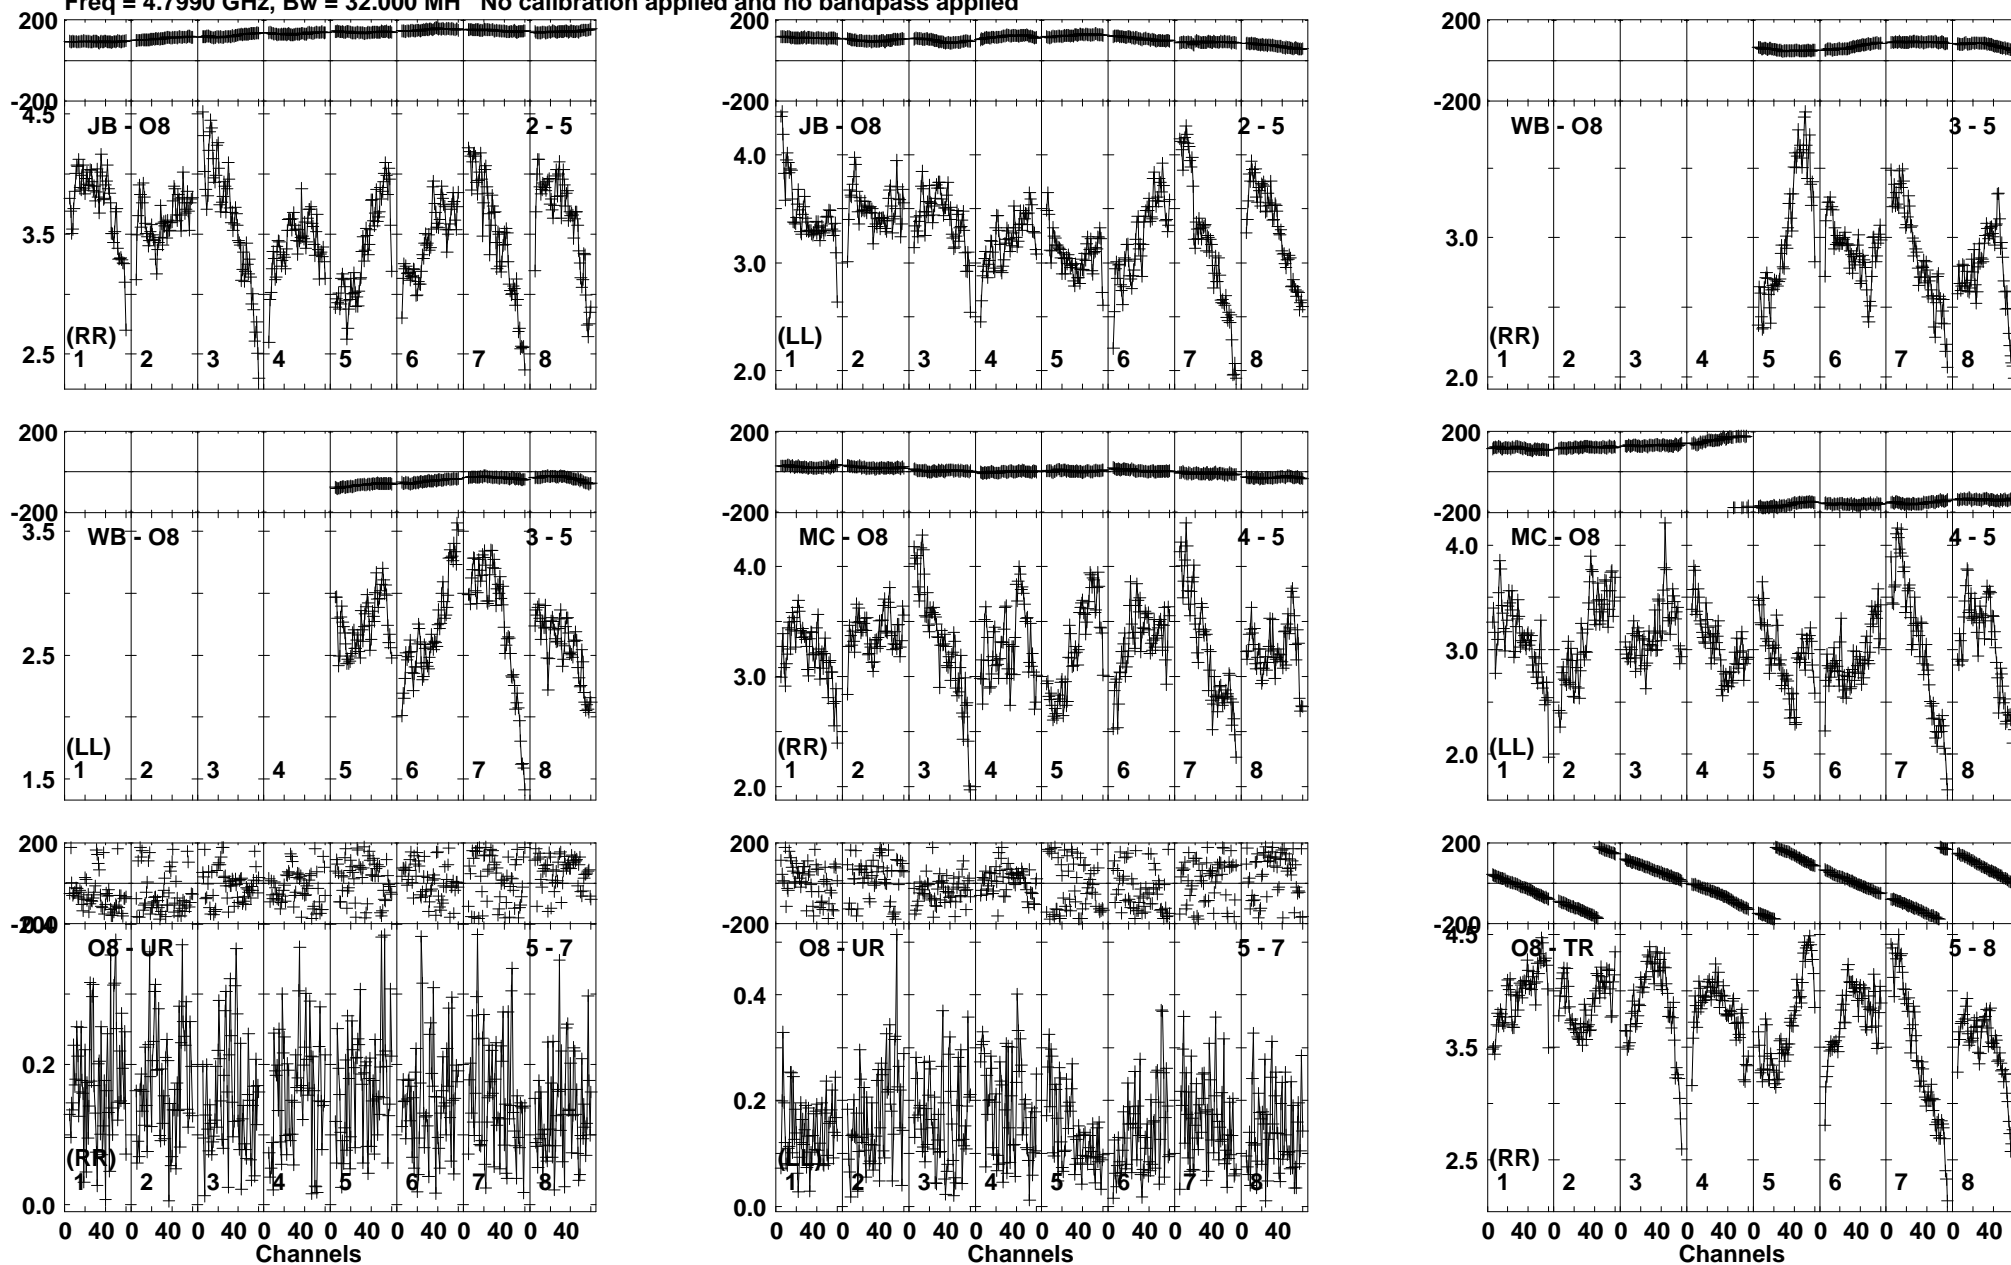 Freq = 4.7990 GHz, Bw = 32.000 MH No calibration applied and no bandpass applied
200 200 200
-200 -200 -200
4.5 JB - O8 2 - 5 JB - O8 2 - 5 WB - O8 3 - 5
4.0
3.5 3.0 3.0
(RR) (LL) (RR)
2.5 2.0 2.0
1 2 3 4 5 6 7 8 1 2 3 4 5 6 7 8 1 2 3 4 5 6 7 8
200 200 200
-200 -200 -200
3.5 WB - O8 3 - 5 MC - O8 4 - 5 MC - O8 4 - 5
4.0 4.0
2.5 3.0 3.0
(LL) (RR) (LL)
1.5 2.0 2.0
1 2 3 4 5 6 7 8 1 2 3 4 5 6 7 8 1 2 3 4 5 6 7 8
200 200 200
-200 -200 -200
0.4 O8 - UR 5 - 7 O8 - UR 5 - 7 4.5 O8 - TR 5 - 8
0.4
0.2 0.2 3.5
(RR) (LL) (RR)
2.5
1 2 3 4 5 6 7 8 1 2 3 4 5 6 7 8 1 2 3 4 5 6 7 8
0.0 0.0
0 40 0 40 0 40 0 40 0 40 0 40 0 40 0 40 0 40 0 40 0 40 0 40 0 40 0 40 0 40 0 40 0 40 0 40 0 40 0 40 0 40 0 40 0 40 0 40
Channels Channels Channels